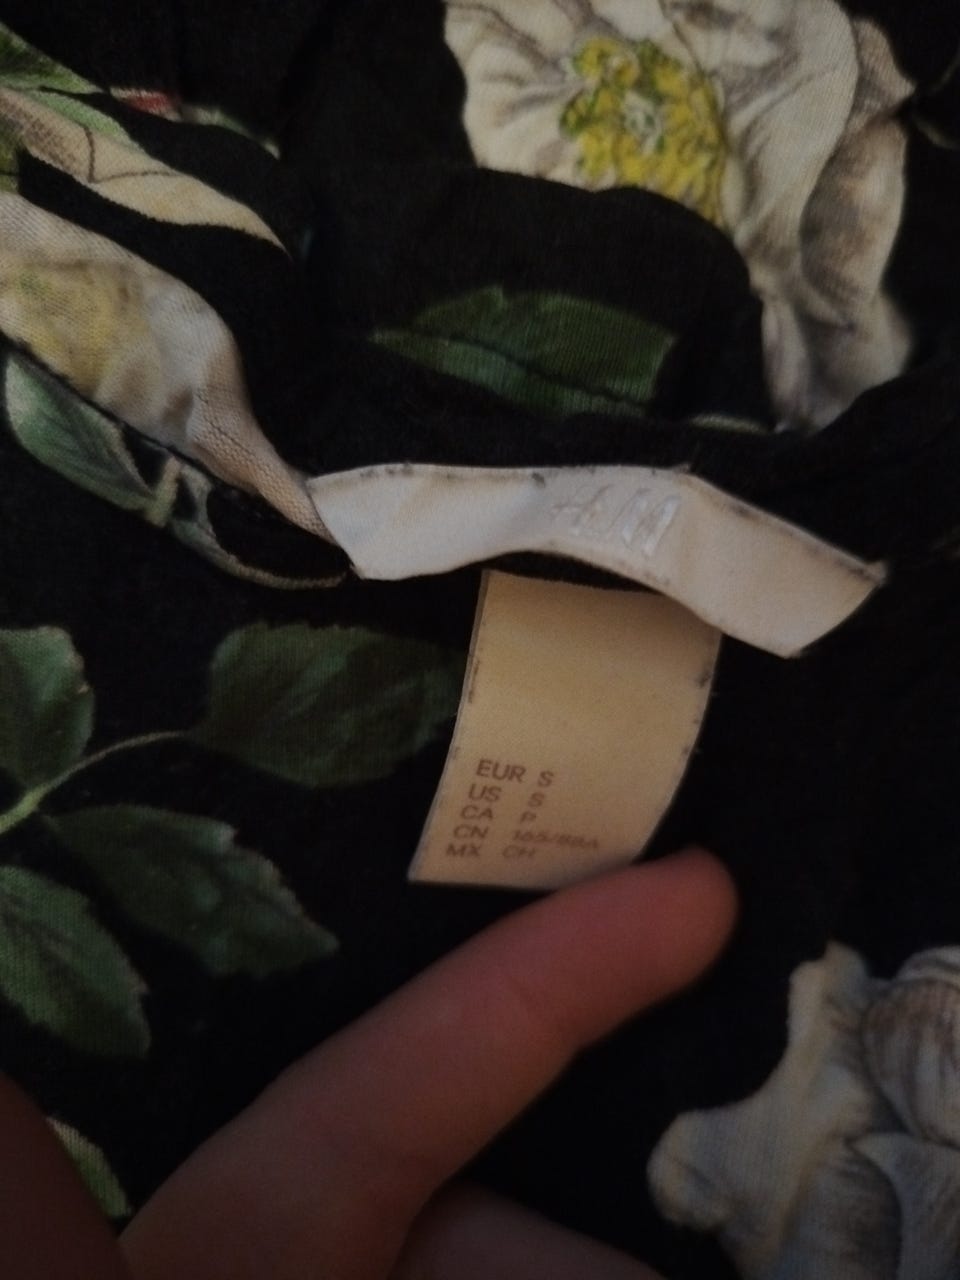 H&M
EUR S
US S
CA P
CN 165/88A
MX CH